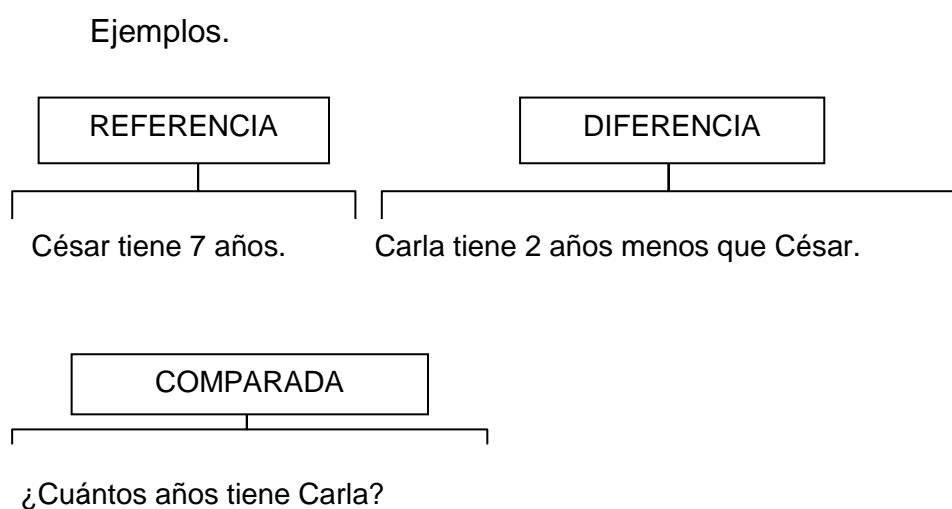 Ejemplos.
REFERENCIA
DIFERENCIA
César tiene 7 años.
Carla tiene 2 años menos que César.
COMPARADA
¿Cuántos años tiene Carla?